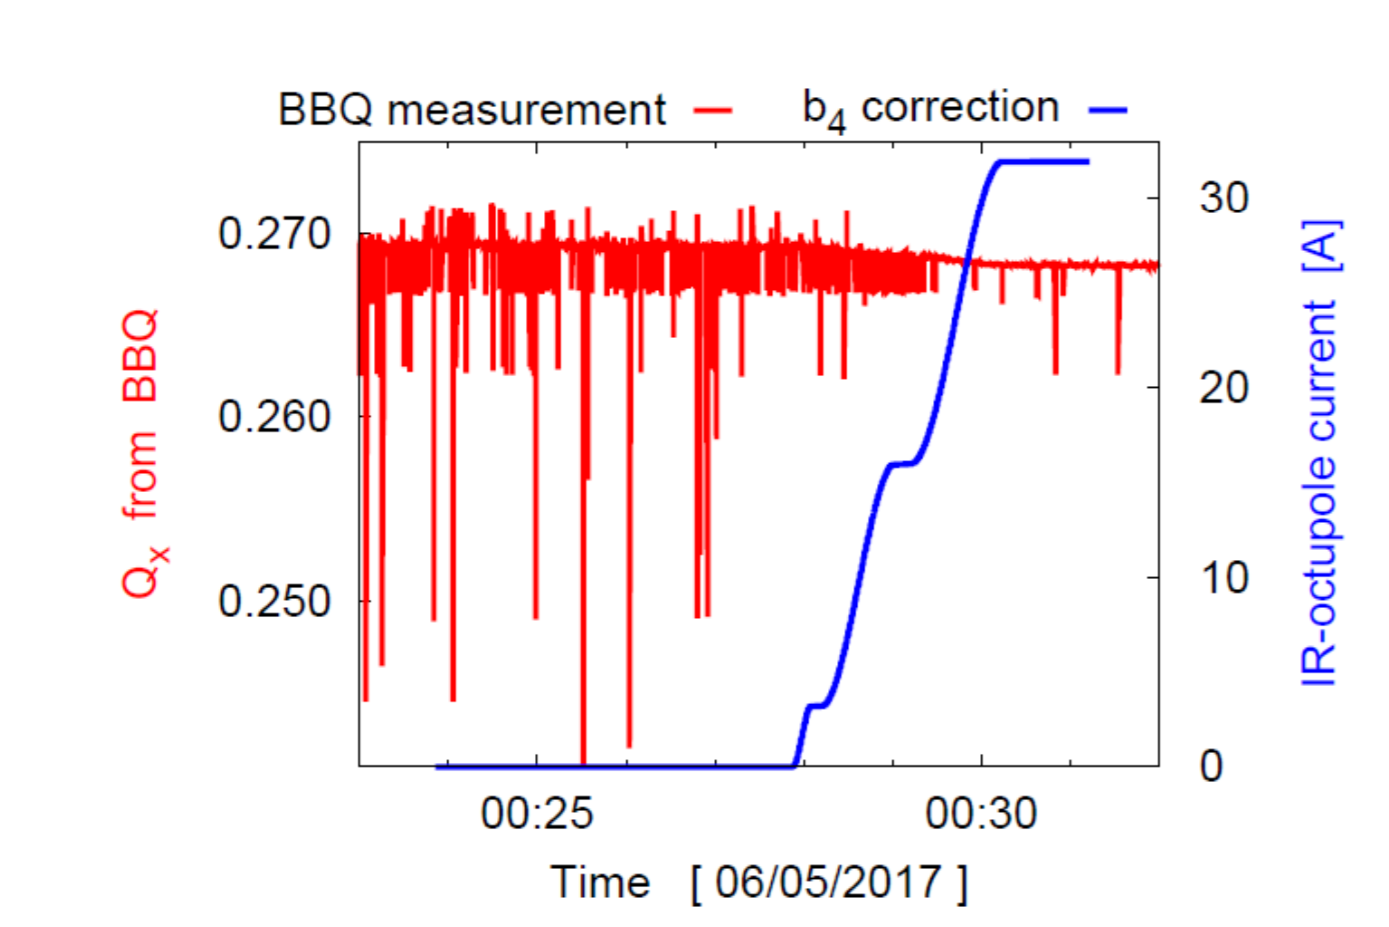 BBQ measurement
b4 correction
0.270
0.260
0.250
Qx from BBQ
30
20
10
0
IR-octupole current [A]
00:25
00:30
Time [ 06/05/2017 ]